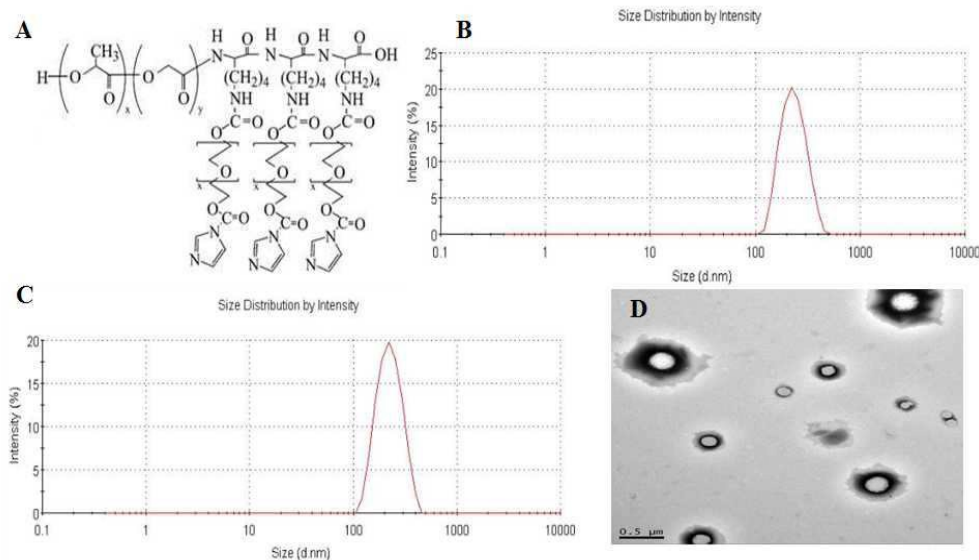 A
H
O
CH3
O
x
O
O
y
H
N
O
H
N
O
H
N
O
OH
(CH2)4
(CH2)4
(CH2)4
NH
NH
NH
O-C=O
O-C=O
O-C=O
O
O
O
x
x
x
O-C=O
O-C=O
O-C=O
N
N
N
N
N
N
B
Size Distribution by Intensity
Intensity (%)
25
20
15
10
5
0
0.1
1
10
100
1000
10000
Size (d.nm)
C
Size Distribution by Intensity
Intensity (%)
20
15
10
5
0
0.1
1
10
100
1000
10000
Size (d.nm)
D
0.5 µm